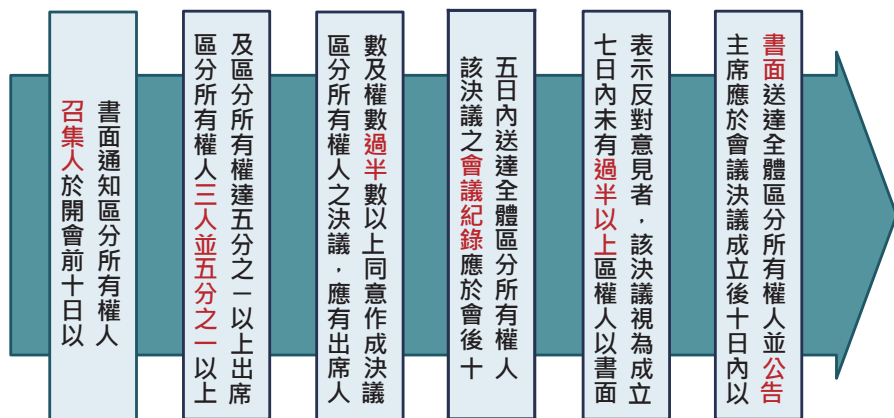 召集人於開會前十日以
書面通知區分所有權人
區分所有權人三人並五分之一以上
及區分所有權達五分之一以上出席
區分所有權人之決議，應有出席人
數及權數過半數以上同意作成決議
該決議之會議紀錄應於會後十
五日內送達全體區分所有權人
七日內未有過半以上區權人以書面
表示反對意見者，該決議視為成立
主席應於會議決議成立後十日內以
書面送達全體區分所有權人並公告